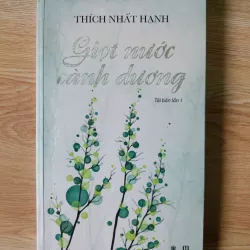 THÍCH NHẤT HẠNH
Giọt nước
cành dương
Tái bản lần 1